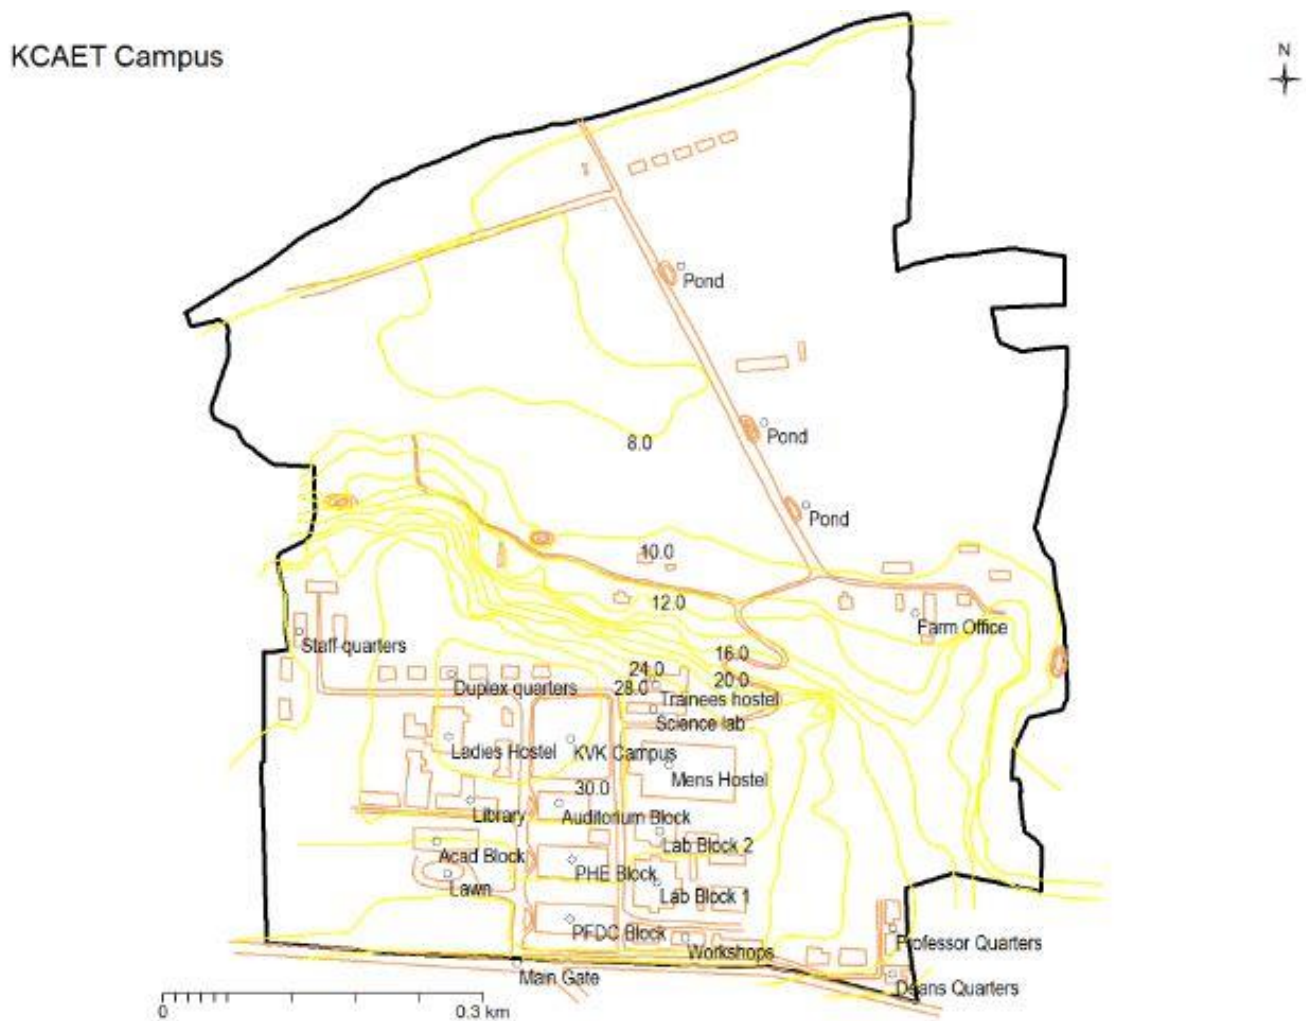 KCAET Campus
N
Pond
8.0
Pond
Pond
10.0
12.0
Farm Office
Staff quarters
16.0
24.0
20.0
Duplex quarters
28.0
Trainees hostel
Science lab
Ladies Hostel
KVK Campus
Mens Hostel
30.0
Library
Auditorium Block
Lab Block 2
Acad Block
PHE Block
Lawn
Lab Block 1
PFDC Block
Workshops
Professor Quarters
Main Gate
Deans Quarters
0
0.3 km